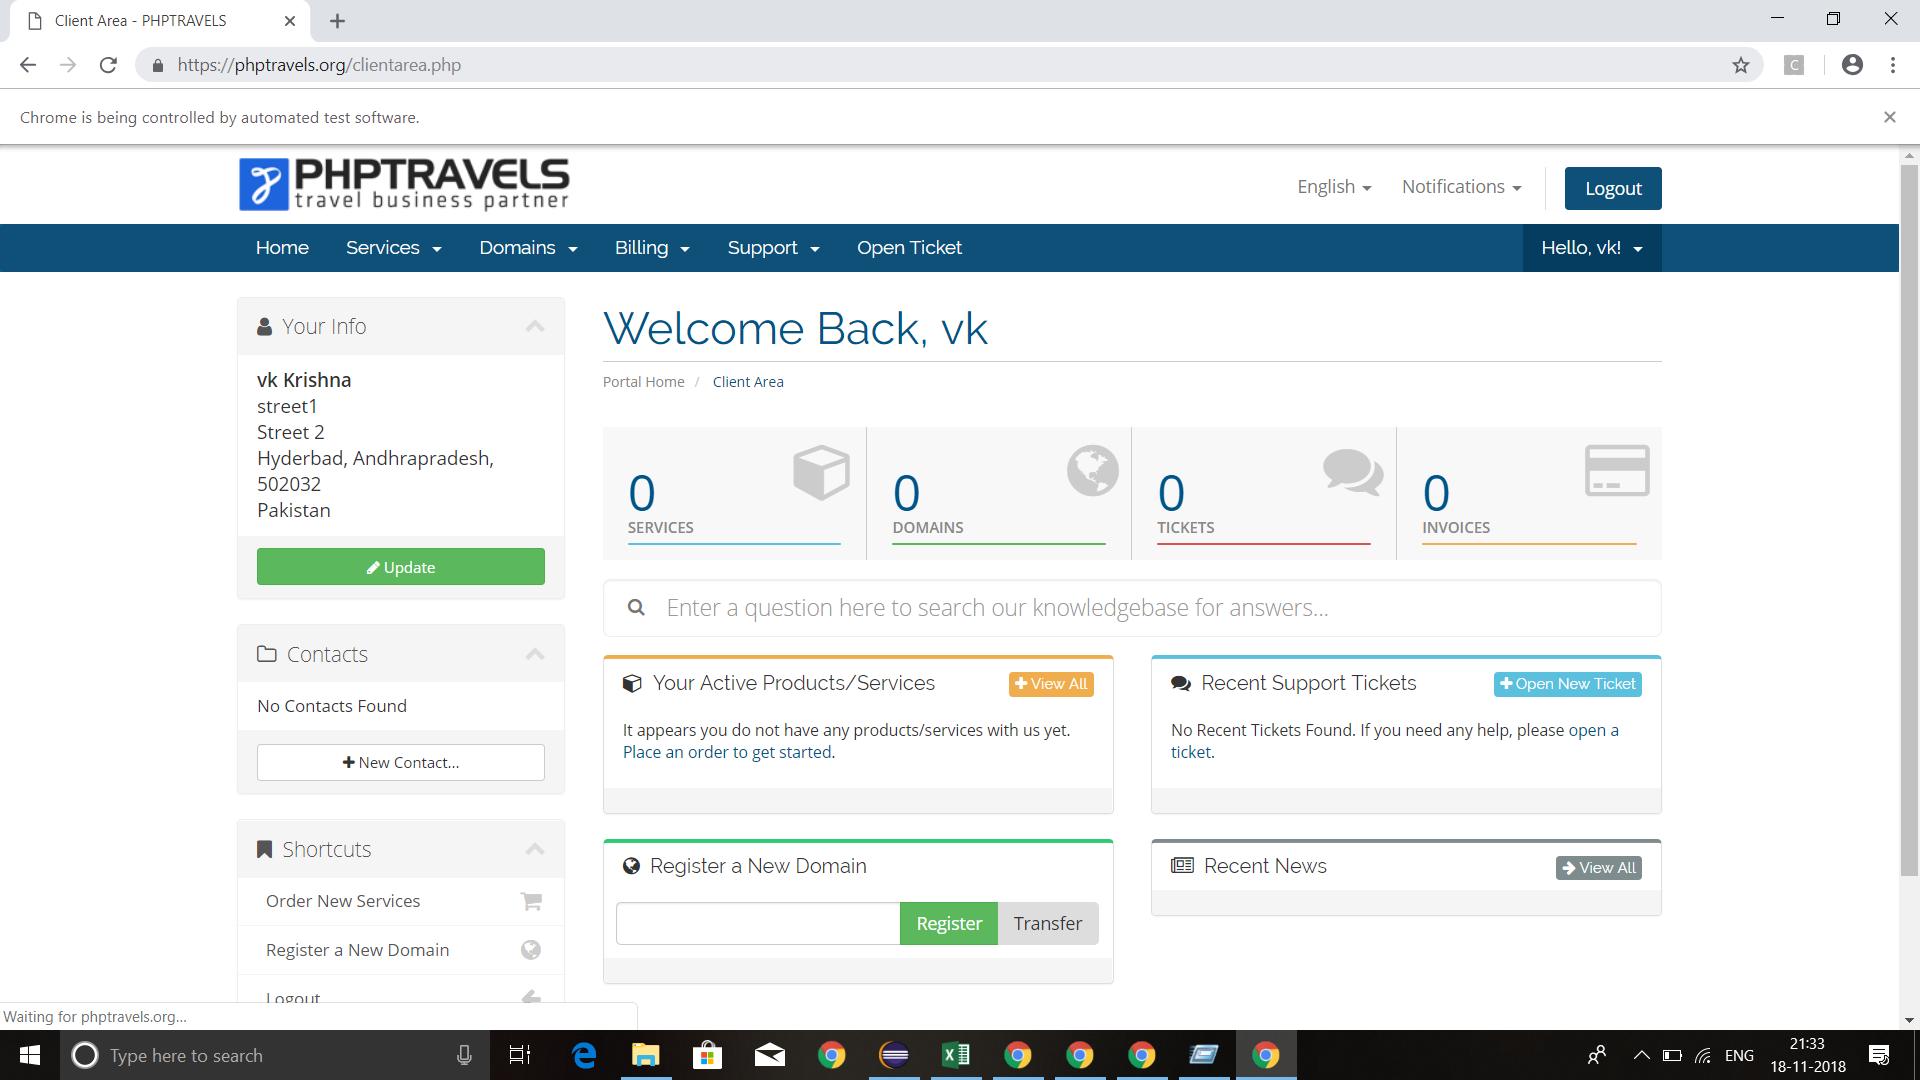 Client Area - PHPTRAVELS
https://phptravels.org/clientarea.php
C
Chrome is being controlled by automated test software.
PHPTRAVELS
travel business partner
English
Notifications
Logout
Home
Services
Domains
Billing
Support
Open Ticket
Hello, vk!
Your Info
vk Krishna
street1
Street 2
Hyderbad, Andhrapradesh,
502032
Pakistan
Update
Contacts
No Contacts Found
New Contact...
Shortcuts
Order New Services
Register a New Domain
Logout
Welcome Back, vk
Portal Home / Client Area
0
SERVICES
0
DOMAINS
0
TICKETS
0
INVOICES
Enter a question here to search our knowledgebase for answers...
Your Active Products/Services
View All
It appears you do not have any products/services with us yet.
Place an order to get started.
Recent Support Tickets
Open New Ticket
No Recent Tickets Found. If you need any help, please open a
ticket.
Register a New Domain
Register
Transfer
Recent News
View All
Waiting for phptravels.org...
Type here to search
ENG
21:33
18-11-2018